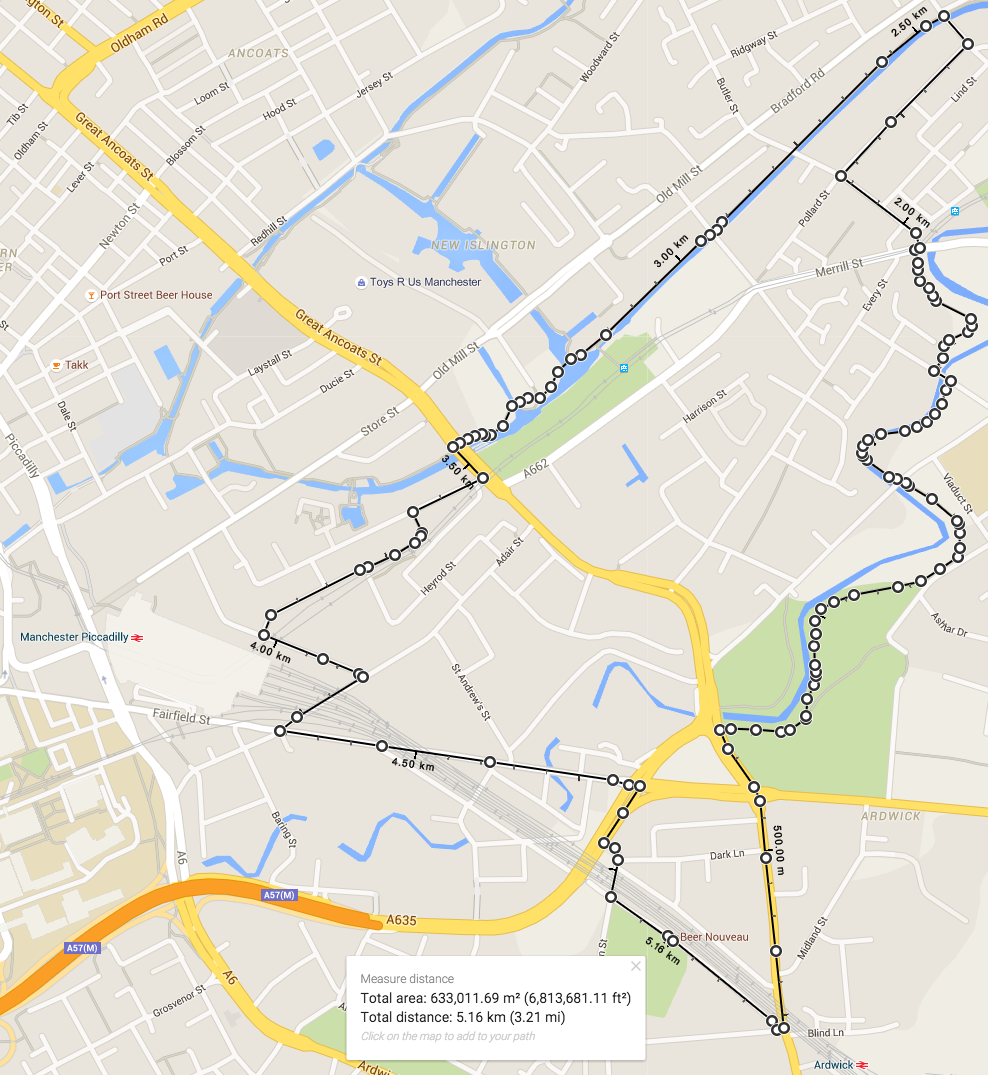 ngton St
Oldham Rd
ANCOATS
Woodward St
Ridgway St
2.50 km
Tib St
Oldham St
Great Ancoats St
Loom St
Hood St
Jersey St
Butler St
Bradford Rd
Lind St
Lever St
Blossom St
Newton St
Old Mill St
Pollard St
2.00 km
RN
ER
Port St
Redhill St
NEW ISLINGTON
3.00 km
Merrill St
Toys R Us Manchester
Port Street Beer House
Every St
Great Ancoats St
Takk
Laystall St
Ducie St
Old Mill St
Dale St
Store St
Harrison St
Piccadilly
3.50 km
A662
Viaduct St
Adair St
Heyrod St
Manchester Piccadilly
4.00 km
Ashkar Dr
St Andrew's St
Fairfield St
4.50 km
Baring St
ARDWICK
500.00 m
A6
Dark Ln
A57(M)
A635
A57(M)
n St
5.16 km
Beer Nouveau
Midland St
A6
Grosvenor St
Measure distance
Total area: 633,011.69 m² (6,813,681.11 ft²)
Total distance: 5.16 km (3.21 mi)
Click on the map to add to your path
Blind Ln
Ardwick
Ardwi